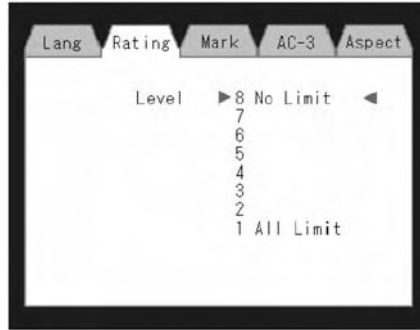 Lang Rating Mark AC-3 Aspect
Level ▶8 No Limit ◀
7
6
5
4
3
2
1 All Limit